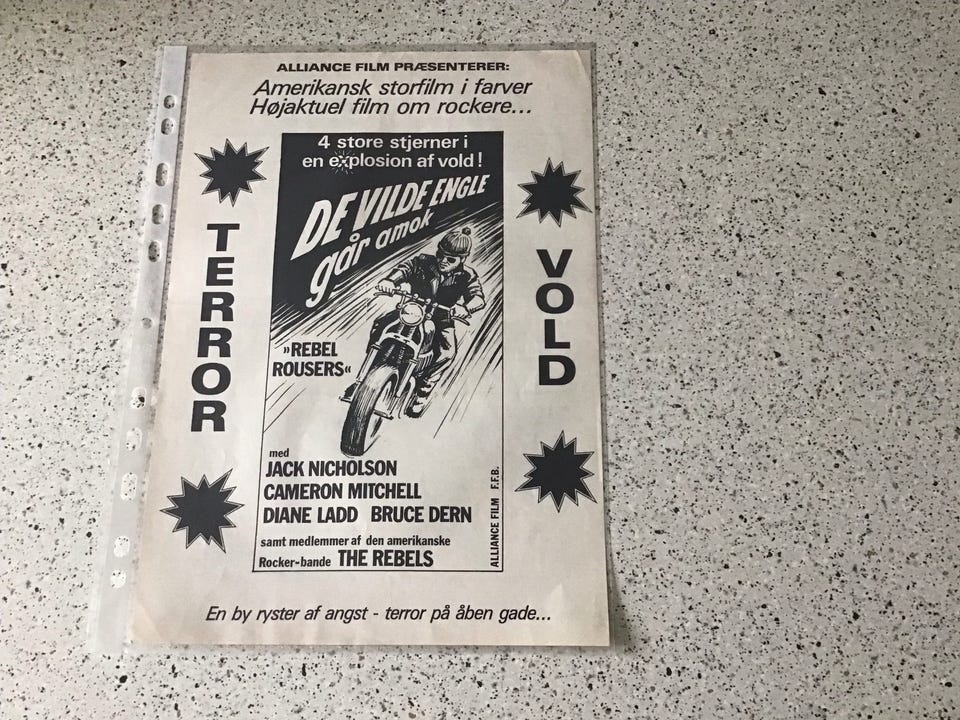 ALLIANCE FILM PRÆSENTERER:
Amerikansk storfilm i farver
Højaktuel film om rockere...
4 store stjerner i
en explosion af vold!
DE VILDE ENGLE
går amok
TERROR
VOLD
»REBEL
ROUSERS«
med
JACK NICHOLSON
CAMERON MITCHELL
DIANE LADD BRUCE DERN
samt medlemmer af den amerikanske
Rocker-bande THE REBELS
ALLIANCE FILM F.F.B.
En by ryster af angst - terror på åben gade...